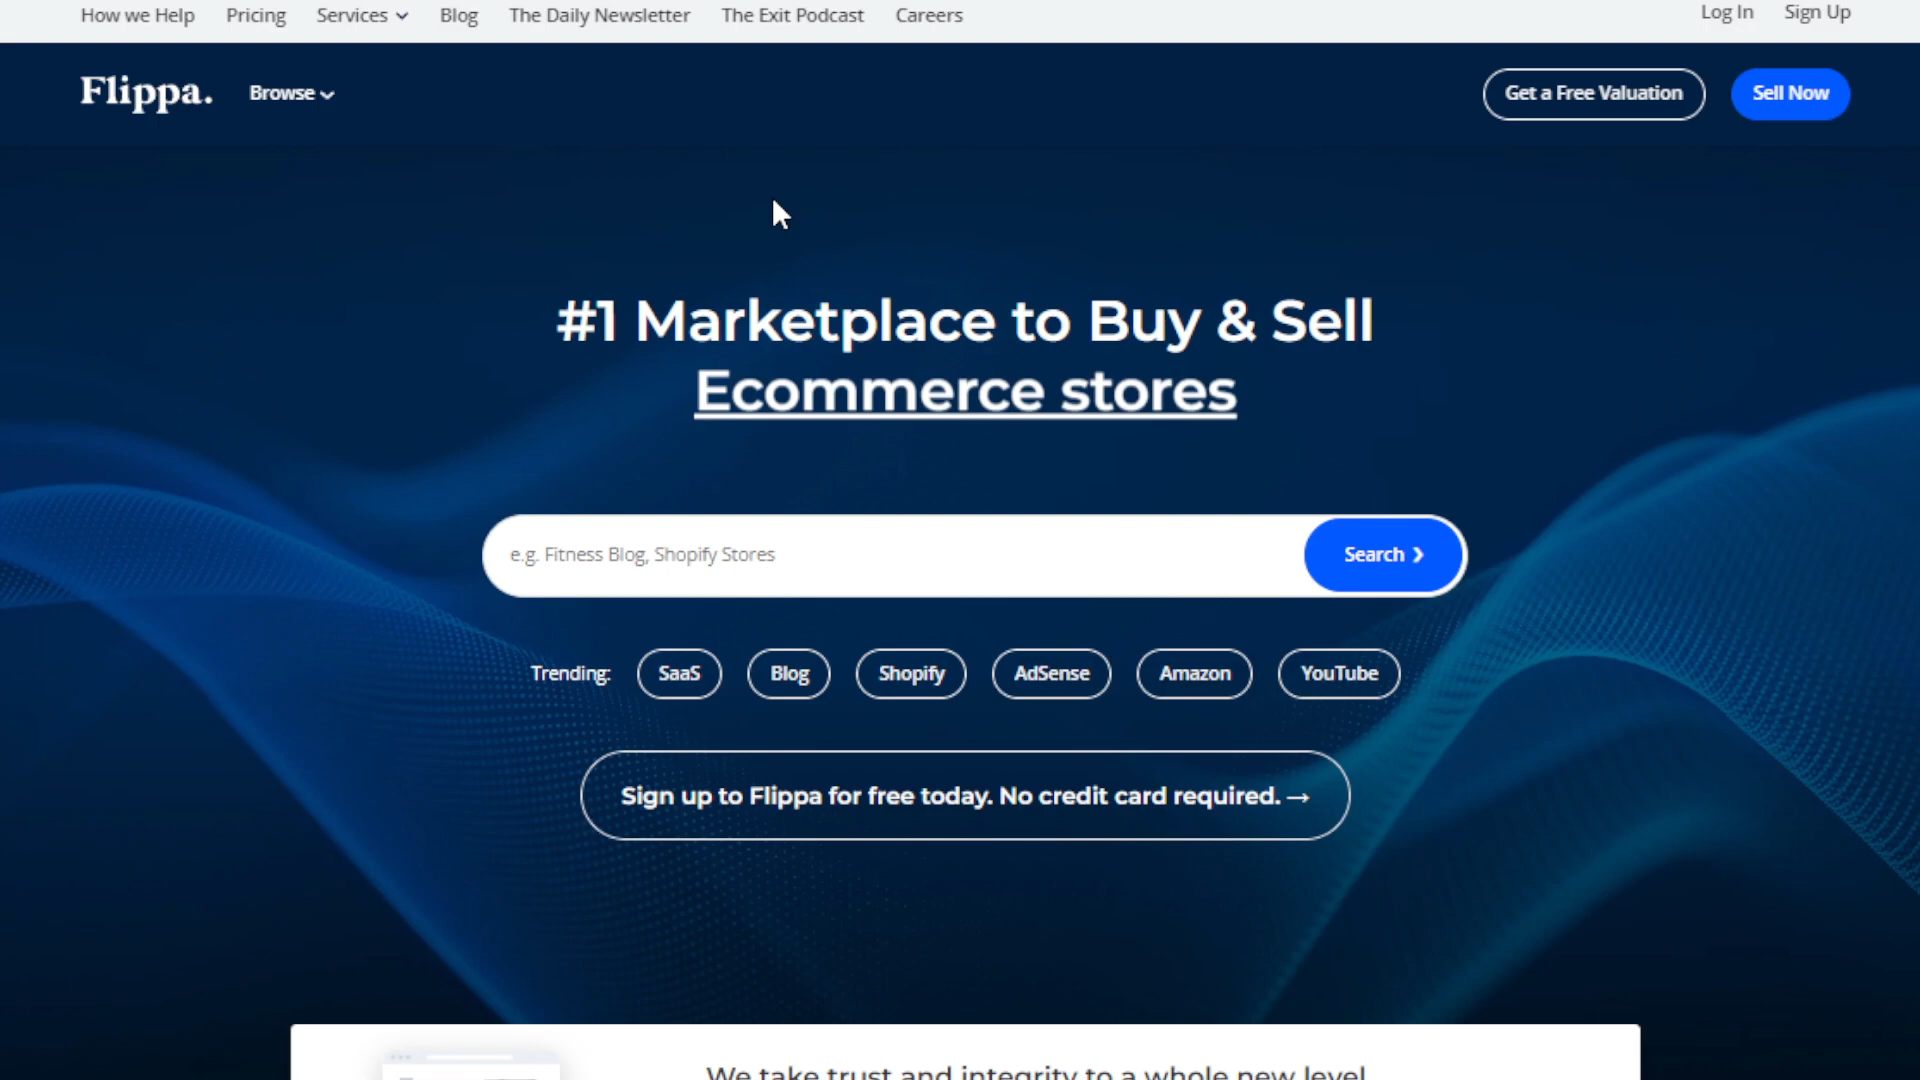 How we Help Pricing Services Blog The Daily Newsletter The Exit Podcast Careers Log In Sign Up
Flippa. Browse Get a Free Valuation Sell Now
#1 Marketplace to Buy & Sell
Ecommerce stores
e.g. Fitness Blog, Shopify Stores Search ❯
Trending: SaaS Blog Shopify AdSense Amazon YouTube
Sign up to Flippa for free today. No credit card required. →
We take trust and integrity to a whole new level